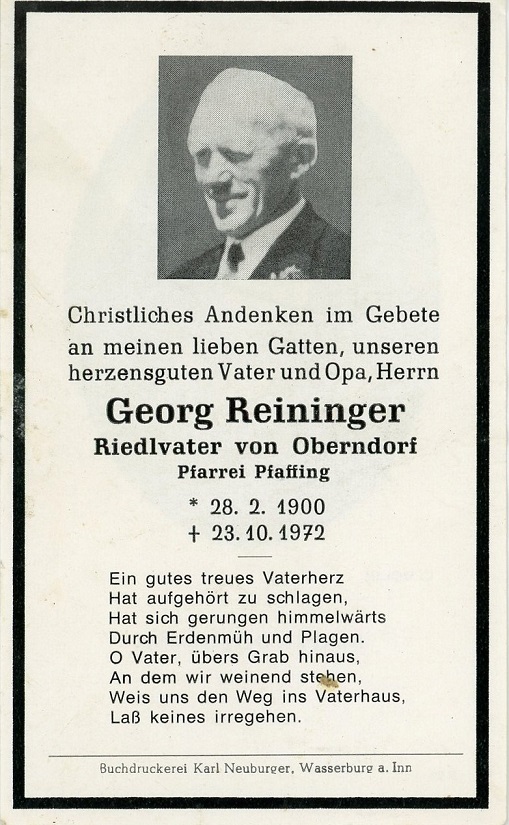 Christliches Andenken im Gebete
an meinen lieben Gatten, unseren
herzensguten Vater und Opa, Herrn
Georg Reininger
Riedlvater von Oberndorf
Pfarrei Pfaffing
* 28. 2. 1900
† 23. 10. 1972
Ein gutes treues Vaterherz
Hat aufgehört zu schlagen,
Hat sich gerungen himmelwärts
Durch Erdenmüh und Plagen.
O Vater, übers Grab hinaus,
An dem wir weinend stehen,
Weis uns den Weg ins Vaterhaus,
Laß keines irregehen.
Buchdruckerei Karl Neuburger, Wasserburg a. Inn